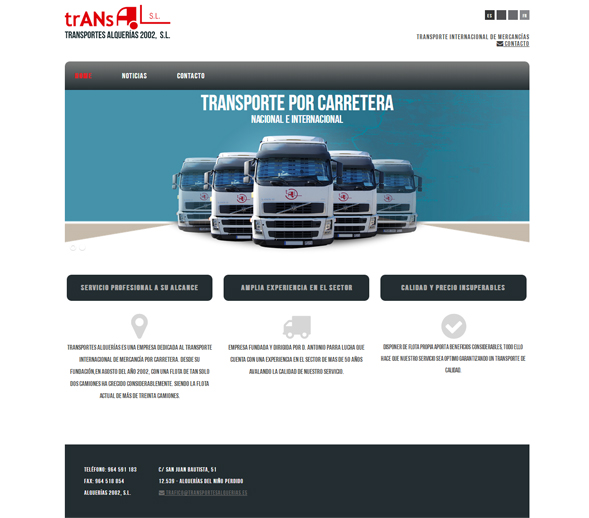 trANs S.L.
TRANSPORTES ALQUERÍAS 2002, S.L.
ES
FR
TRANSPORTE INTERNACIONAL DE MERCANCÍAS
CONTACTO
HOME NOTICIAS CONTACTO
TRANSPORTE POR CARRETERA
NACIONAL E INTERNACIONAL
SERVICIO PROFESIONAL A SU ALCANCE
TRANSPORTES ALQUERÍAS ES UNA EMPRESA DEDICADA AL TRANSPORTE
INTERNACIONAL DE MERCANCÍA POR CARRETERA. DESDE SU
FUNDACIÓN,EN AGOSTO DEL AÑO 2002, CON UNA FLOTA DE TAN SOLO
DOS CAMIONES HA CRECIDO CONSIDERABLEMENTE. SIENDO LA FLOTA
ACTUAL DE MÁS DE TREINTA CAMIONES.
AMPLIA EXPERIENCIA EN EL SECTOR
EMPRESA FUNDADA Y DIRIGIDA POR D. ANTONIO PARRA LUCHA QUE
CUENTA CON UNA EXPERIENCIA EN EL SECTOR DE MAS DE 50 AÑOS
AVALANDO LA CALIDAD DE NUESTRO SERVICIO.
CALIDAD Y PRECIO INSUPERABLES
DISPONER DE FLOTA PROPIA APORTA BENEFICIOS CONSIDERABLES, TODO ELLO
HACE QUE NUESTRO SERVICIO SEA OPTIMO GARANTIZANDO UN TRANSPORTE DE
CALIDAD.
TELÉFONO: 964 591 183
FAX: 964 518 854
ALQUERÍAS 2002, S.L.
C/ SAN JUAN BAUTISTA, 51
12.539 - ALQUERÍAS DEL NIÑO PERDIDO
TRAFICO@TRANSPORTESALQUERIAS.ES